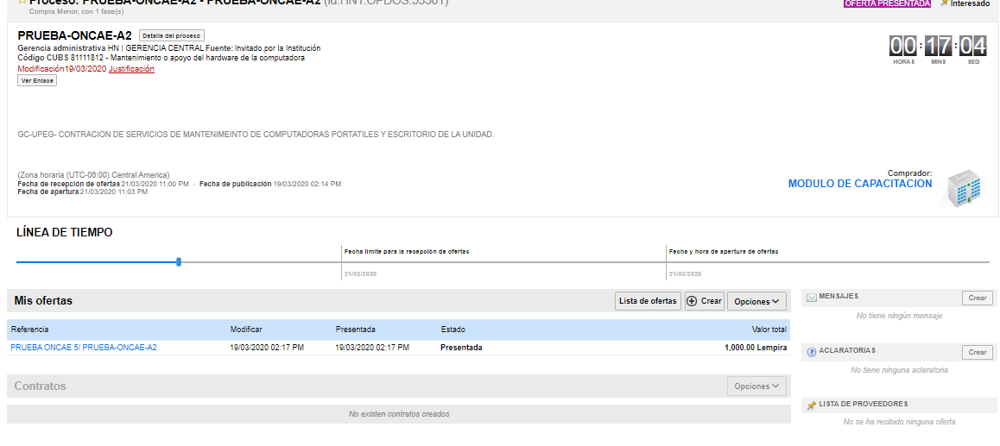 Proceso: PRUEBA-ONCAE-A2 - PRUEBA-ONCAE-A2 (Id.HN1.OPDOS.53301)
OFERTA PRESENTADA Interesado
Compra Menor, con 1 fase(s)
PRUEBA-ONCAE-A2 Detalle del proceso
Gerencia administrativa HN | GERENCIA CENTRAL Fuente: Invitado por la Institución
Código CUBS 81111812 - Mantenimiento o apoyo del hardware de la computadora
Modificación19/03/2020 Justificación
Ver Enlace
00 : 17 : 04
HORAS MINS SEG
GC-UPEG- CONTRACION DE SERVICIOS DE MANTENIMEINTO DE COMPUTADORAS PORTATILES Y ESCRITORIO DE LA UNIDAD.
(Zona horaria (UTC-06:00) Central America)
Fecha de recepción de ofertas 21/03/2020 11:00 PM - Fecha de publicación 19/03/2020 02:14 PM
Fecha de apertura 21/03/2020 11:03 PM
Comprador:
MODULO DE CAPACITACION
LÍNEA DE TIEMPO
Fecha límite para la recepción de ofertas
21/03/2020
Fecha y hora de apertura de ofertas
21/03/2020
Mis ofertas Lista de ofertas Crear Opciones
Referencia Modificar Presentada Estado Valor total
PRUEBA ONCAE 5/ PRUEBA-ONCAE-A2 19/03/2020 02:17 PM 19/03/2020 02:17 PM Presentada 1,000.00 Lempira
Contratos Opciones
No existen contratos creados
MENSAJES Crear
No tiene ningún mensaje
ACLARATORIAS Crear
No tiene ninguna aclaratoria
LISTA DE PROVEEDORES
No se ha recibido ninguna oferta